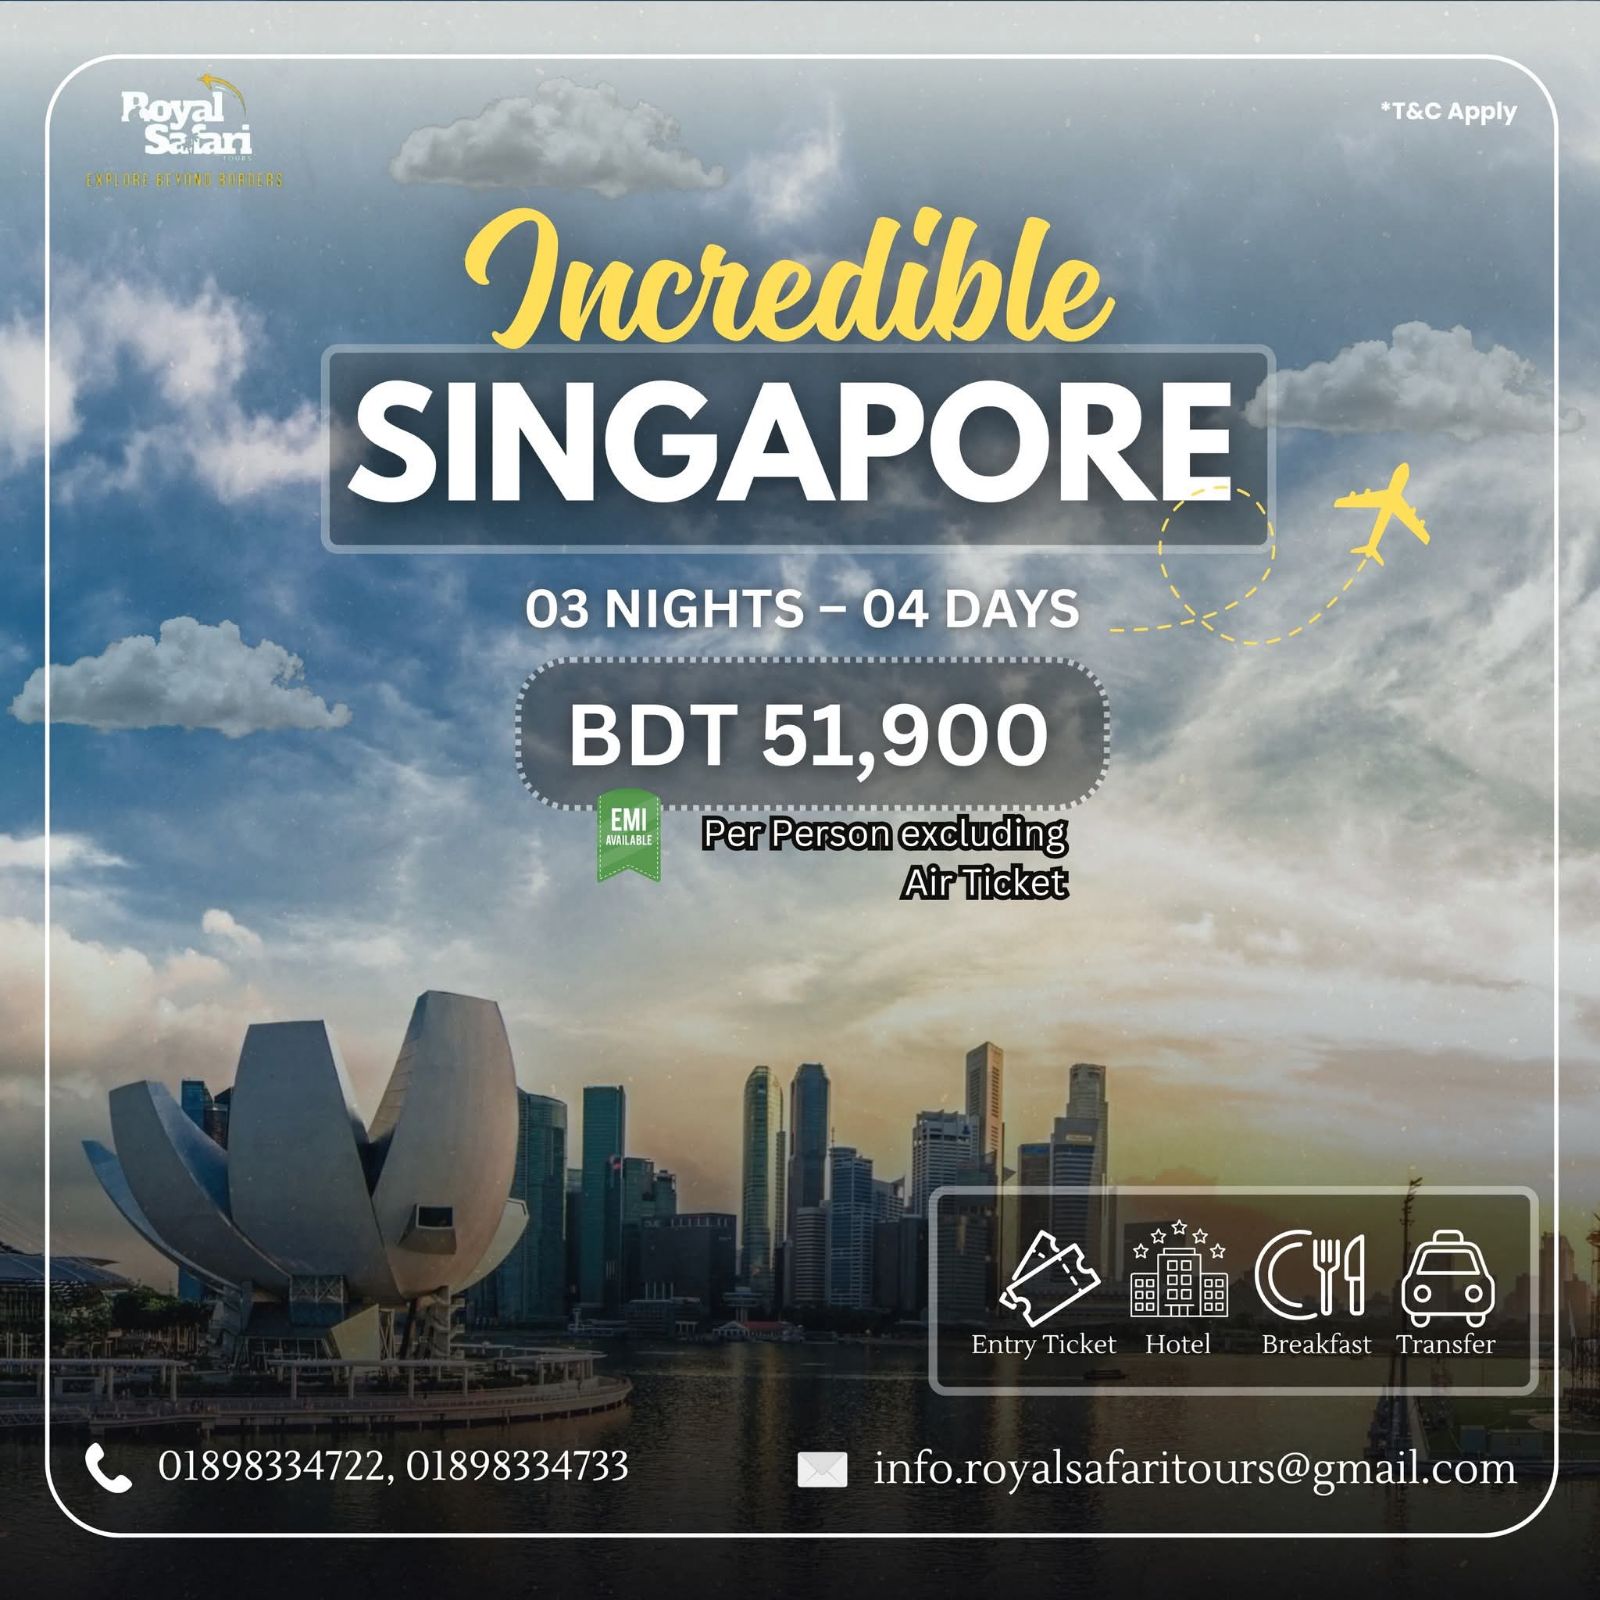 Royal
Safari
TOURS
EXPLORE BEYOND BORDERS
*T&C Apply
Incredible
SINGAPORE
03 NIGHTS – 04 DAYS
BDT 51,900
EMI
AVAILABLE
Per Person excluding
Air Ticket
Entry Ticket Hotel Breakfast Transfer
01898334722, 01898334733
info.royalsafaritours@gmail.com